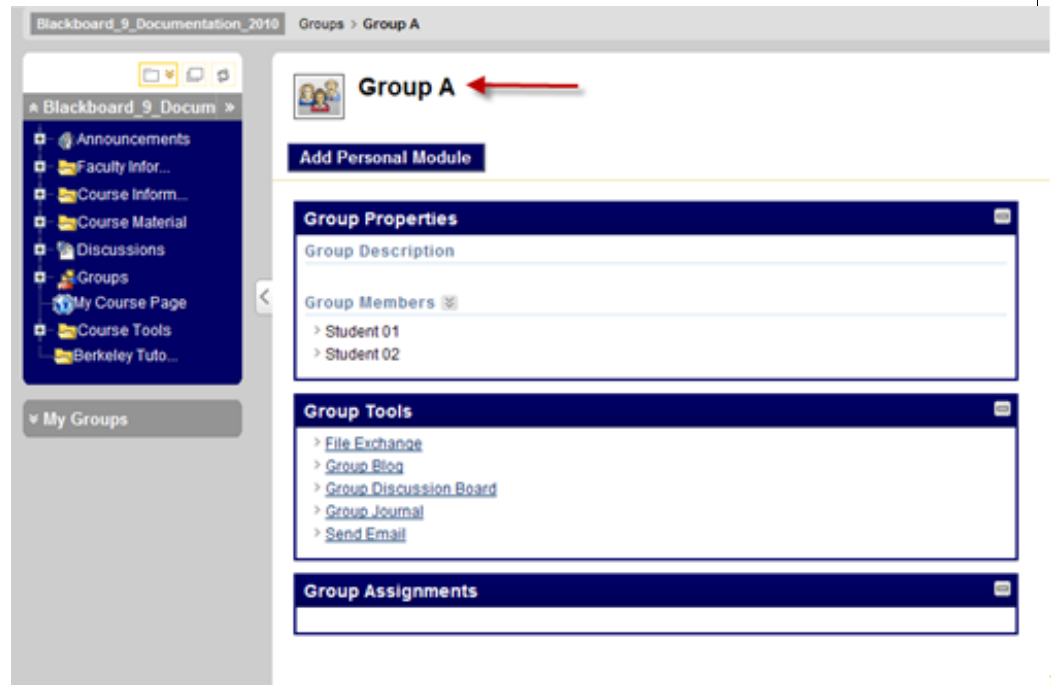 Blackboard_9_Documentation_2010 Groups > Group A
Blackboard_9_Docum
Announcements
Faculty Infor...
Course Inform...
Course Material
Discussions
Groups
My Course Page
Course Tools
Berkeley Tuto...
My Groups
Group A
Add Personal Module
Group Properties
Group Description
Group Members
Student 01
Student 02
Group Tools
File Exchange
Group Blog
Group Discussion Board
Group Journal
Send Email
Group Assignments